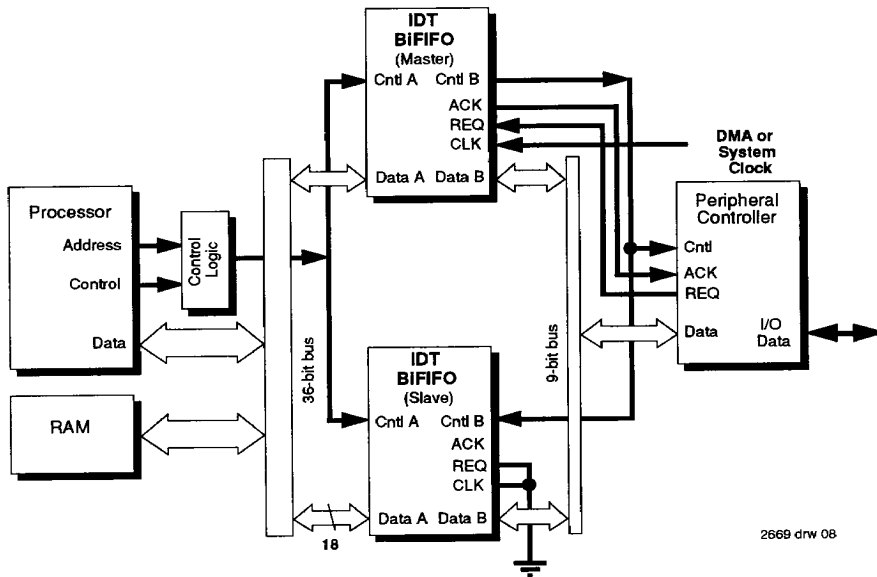 IDT
BiFIFO
(Master)
Cntl A Cntl B
ACK
REQ
CLK
Data A Data B
DMA or
System
Clock
Processor
Address
Control
Data
Control
Logic
RAM
36-bit bus
9-bit bus
Peripheral
Controller
Cntl
ACK
REQ
Data
I/O
Data
IDT
BiFIFO
(Slave)
Cntl A Cntl B
ACK
REQ
CLK
Data A Data B
18
2669 drw 08